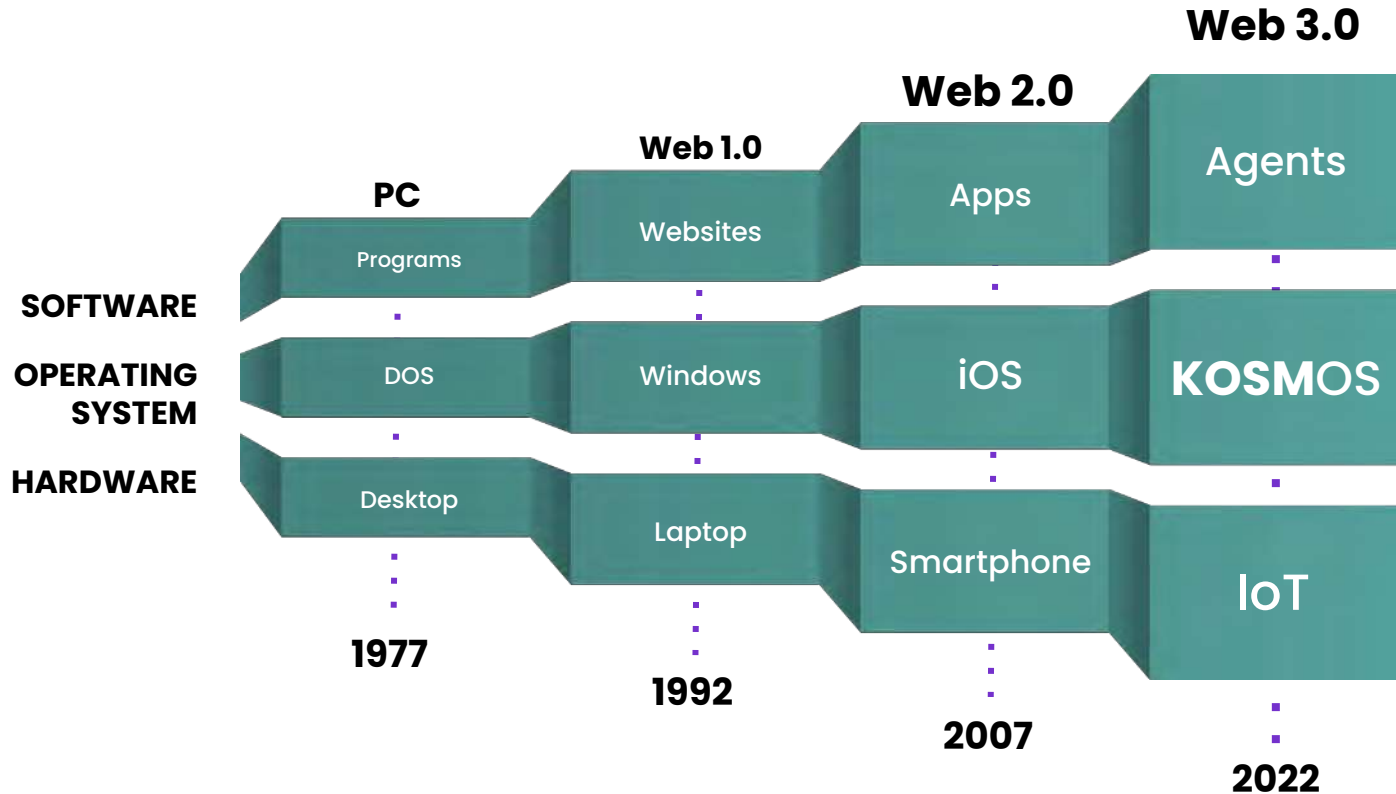 Web 3.0
Web 2.0
Web 1.0
PC
Agents
Apps
Websites
Programs
SOFTWARE
OPERATING
SYSTEM
DOS
Windows
iOS
KOSMOS
HARDWARE
Desktop
Laptop
Smartphone
IoT
1977
1992
2007
2022